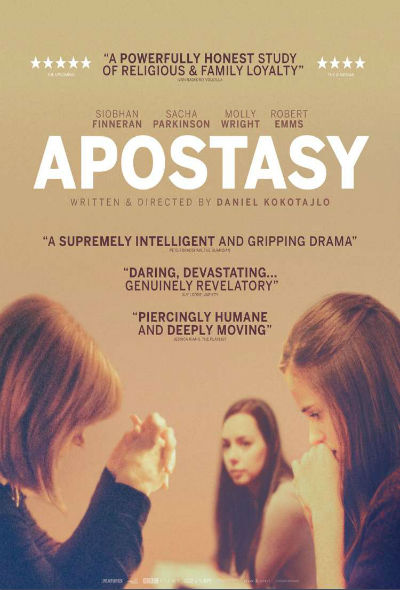 "A POWERFULLY HONEST STUDY
OF RELIGIOUS & FAMILY LOYALTY"
SIOBHAN FINNERAN
SACHA PARKINSON
MOLLY WRIGHT
ROBERT EMMS
APOSTASY
WRITTEN & DIRECTED BY DANIEL KOKOTAJLO
"A SUPREMELY INTELLIGENT AND GRIPPING DRAMA"
"DARING, DEVASTATING...
GENUINELY REVELATORY"
"PIERCINGLY HUMANE
AND DEEPLY MOVING"
BBC